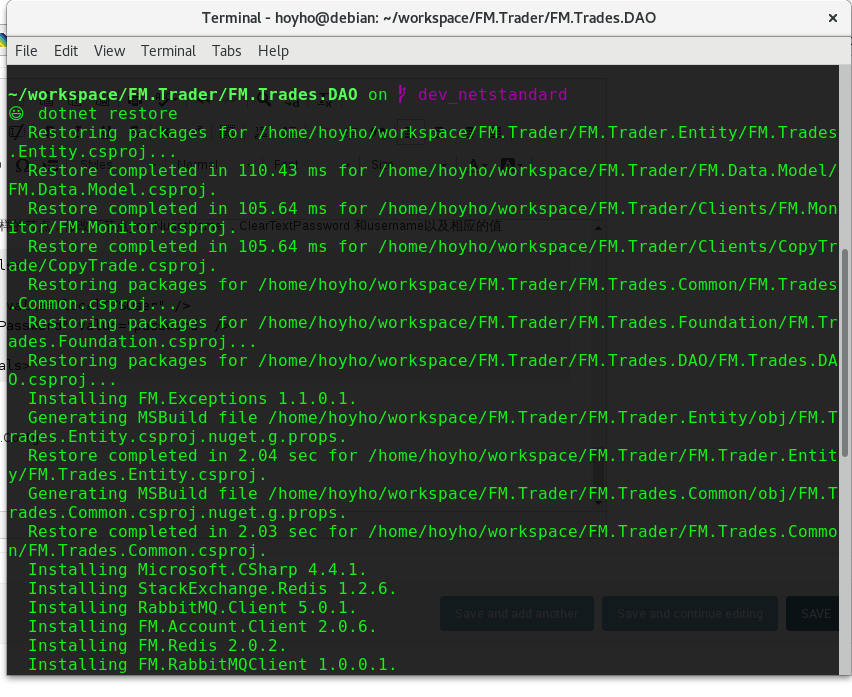 Terminal - hoyho@debian: ~/workspace/FM.Trader/FM.Trades.DAO
File Edit View Terminal Tabs Help
~/workspace/FM.Trader/FM.Trades.DAO on dev_netstandard
😃 dotnet restore
Restoring packages for /home/hoyho/workspace/FM.Trader/FM.Trader.Entity/FM.Trades
.Entity.csproj...
Restore completed in 110.43 ms for /home/hoyho/workspace/FM.Trader/FM.Data.Model/
FM.Data.Model.csproj.
Restore completed in 105.64 ms for /home/hoyho/workspace/FM.Trader/Clients/FM.Mon
itor/FM.Monitor.csproj.
ClearTextPassword 和username以及相应的值
Restore completed in 105.64 ms for /home/hoyho/workspace/FM.Trader/Clients/CopyTr
ade/CopyTrade.csproj.
Restoring packages for /home/hoyho/workspace/FM.Trader/FM.Trades.Common/FM.Trades
.Common.csproj...
Restoring packages for /home/hoyho/workspace/FM.Trader/FM.Trades.Foundation/FM.Tr
ades.Foundation.csproj...
Restoring packages for /home/hoyho/workspace/FM.Trader/FM.Trades.DAO/FM.Trades.DA
O.csproj...
Installing FM.Exceptions 1.1.0.1.
Generating MSBuild file /home/hoyho/workspace/FM.Trader/FM.Trader.Entity/obj/FM.T
rades.Entity.csproj.nuget.g.props.
Restore completed in 2.04 sec for /home/hoyho/workspace/FM.Trader/FM.Trader.Entit
y/FM.Trades.Entity.csproj.
Generating MSBuild file /home/hoyho/workspace/FM.Trader/FM.Trades.Common/obj/FM.T
rades.Common.csproj.nuget.g.props.
Restore completed in 2.03 sec for /home/hoyho/workspace/FM.Trader/FM.Trades.Commo
n/FM.Trades.Common.csproj.
Installing Microsoft.CSharp 4.4.1.
Installing StackExchange.Redis 1.2.6.
Installing RabbitMQ.Client 5.0.1.
Save and add another Save and continue editing SAVE
Installing FM.Account.Client 2.0.6.
Installing FM.Redis 2.0.2.
Installing FM.RabbitMQClient 1.0.0.1.